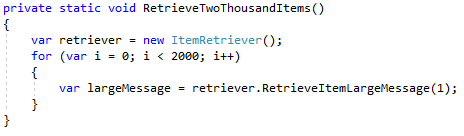 private static void RetrieveTwoThousandItems()
{
    var retriever = new ItemRetriever();
    for (var i = 0; i < 2000; i++)
    {
        var largeMessage = retriever.RetrieveItemLargeMessage(1);
    }
}